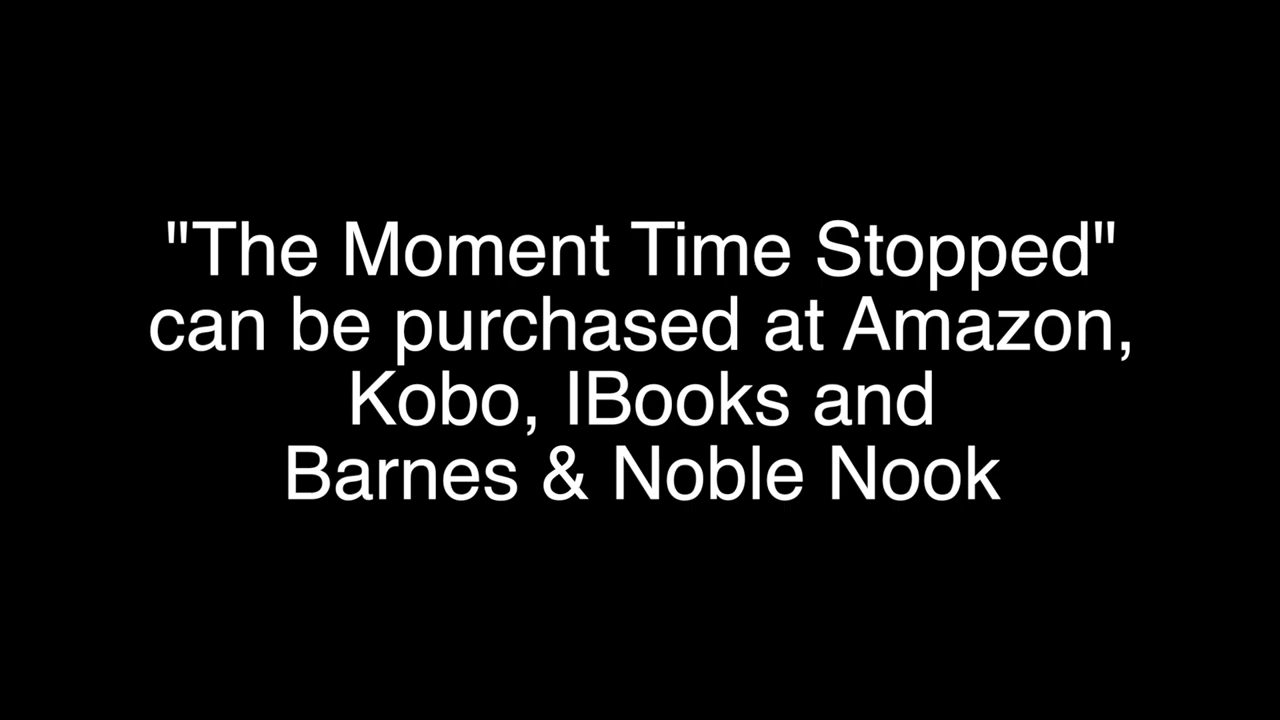 "The Moment Time Stopped"
can be purchased at Amazon,
Kobo, IBooks and
Barnes & Noble Nook